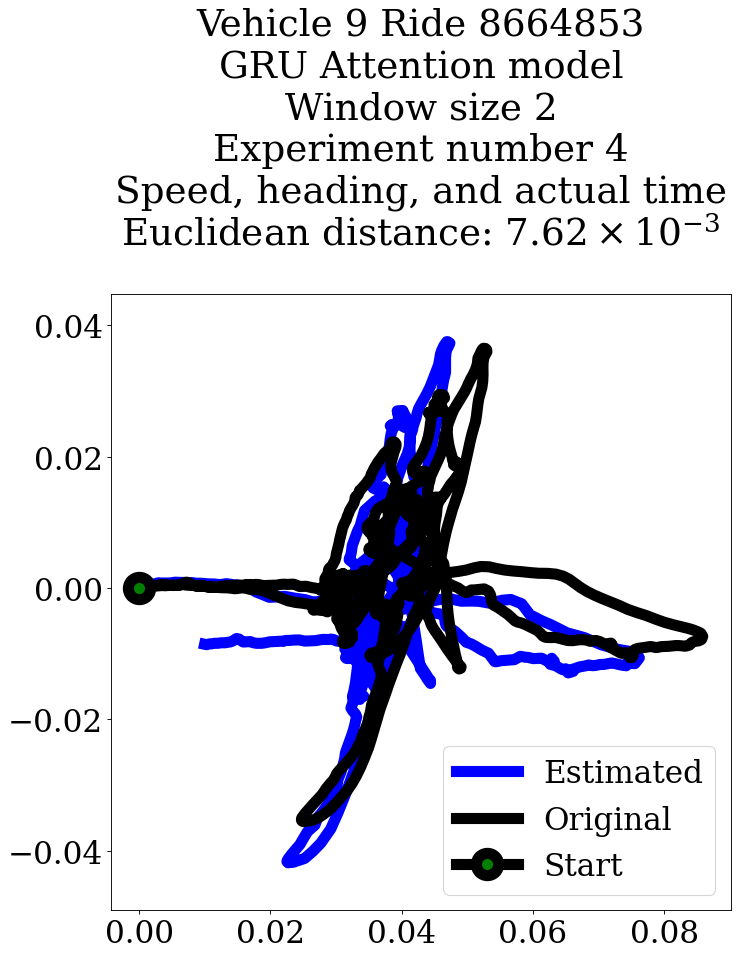 Vehicle 9 Ride 8664853
GRU Attention model
Window size 2
Experiment number 4
Speed, heading, and actual time
Euclidean distance: 7.62 × 10⁻³
0.04
0.02
0.00
−0.02
−0.04
Estimated
Original
Start
0.00 0.02 0.04 0.06 0.08